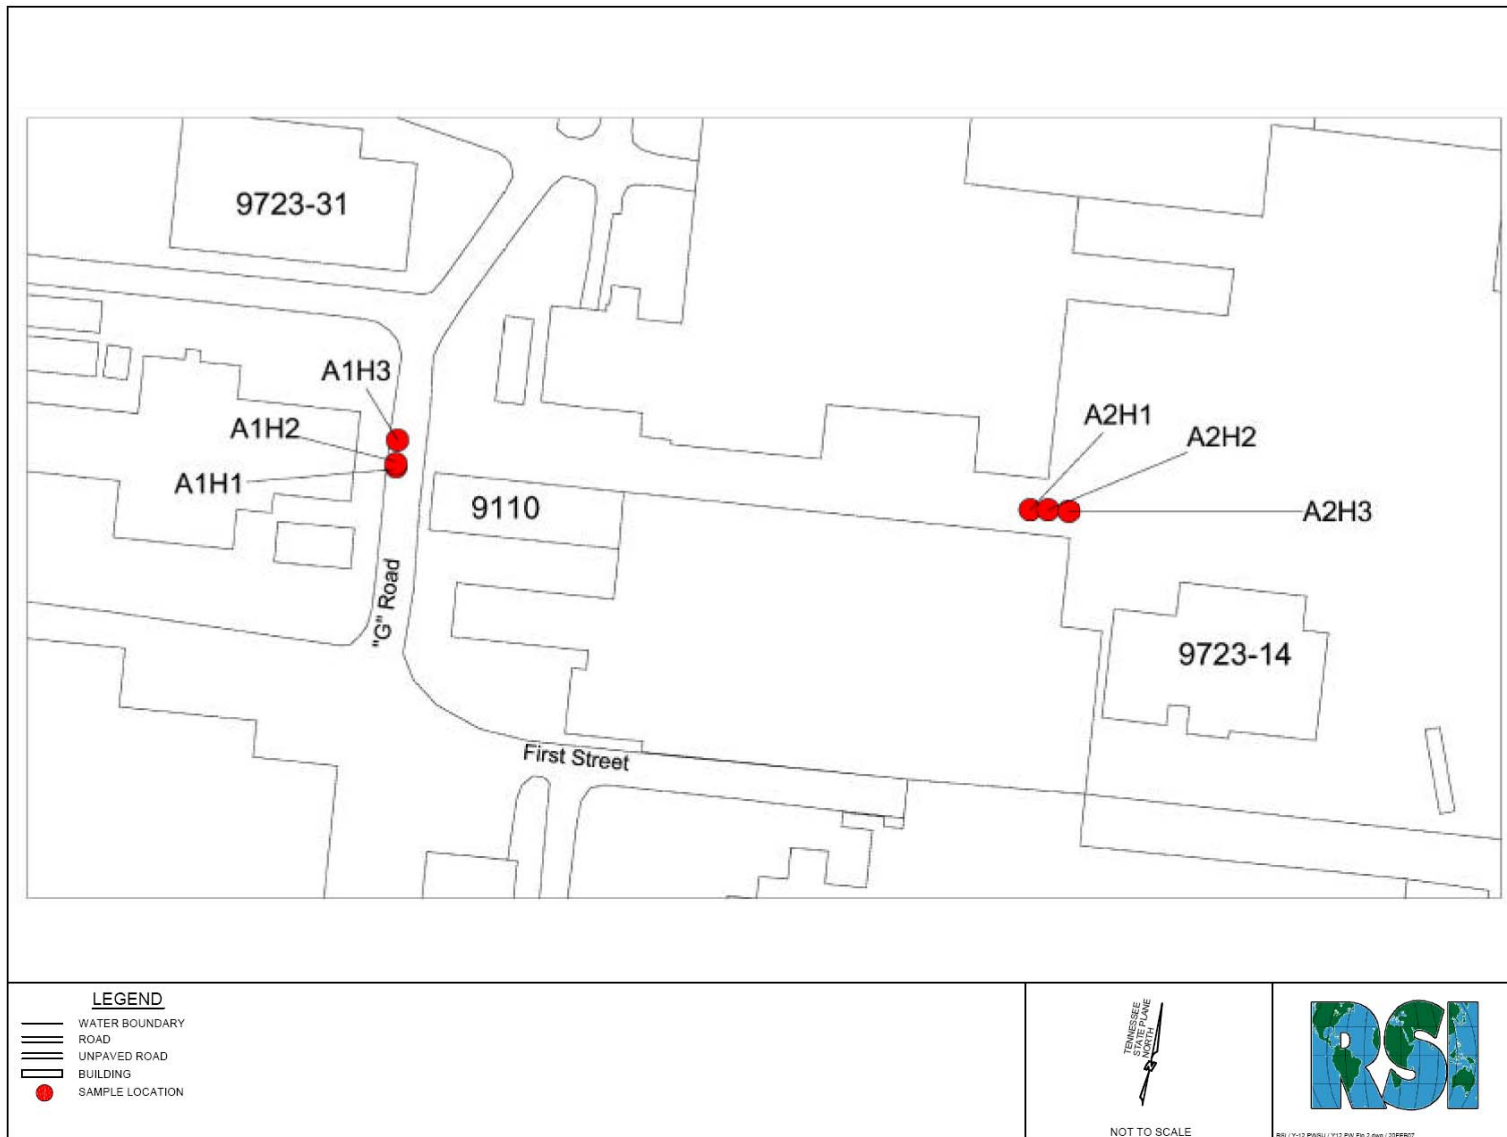 9723-31
A1H3
A1H2
A1H1
A2H1
A2H2
A2H3
9110
"G" Road
9723-14
First Street
LEGEND
WATER BOUNDARY
ROAD
UNPAVED ROAD
BUILDING
SAMPLE LOCATION
TENNESSEE
STATE PLANE
NORTH
N
NOT TO SCALE
RSI